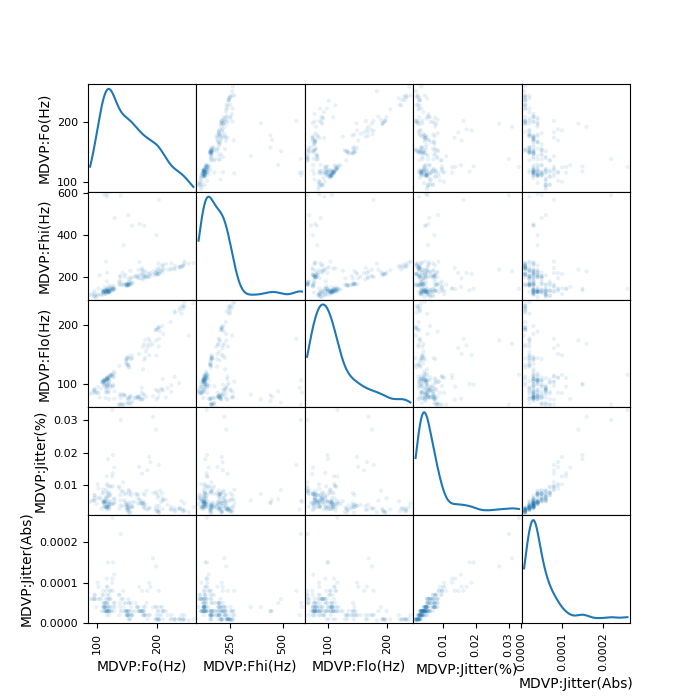 MDVP:Fo(Hz)
200
100
MDVP:Fhi(Hz)
600
400
200
MDVP:Flo(Hz)
200
100
MDVP:Jitter(%)
0.03
0.02
0.01
MDVP:Jitter(Abs)
0.0002
0.0001
0.0000
100
200
250
500
100
200
0.01
0.02
0.03
0.0000
0.0001
0.0002
MDVP:Fo(Hz)
MDVP:Fhi(Hz)
MDVP:Flo(Hz)
MDVP:Jitter(%)
MDVP:Jitter(Abs)